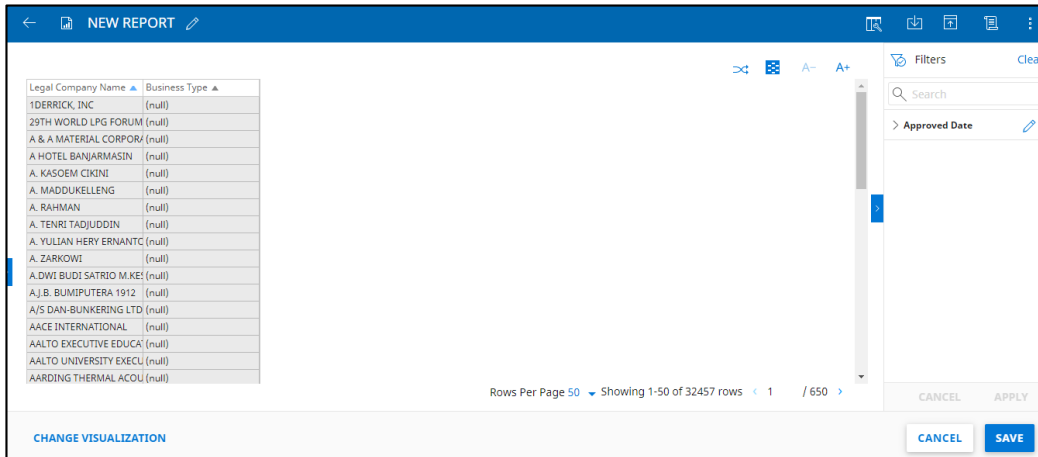 NEW REPORT
A− A+
Filters Clea
Search
Approved Date
Legal Company Name Business Type
1DERRICK, INC (null)
29TH WORLD LPG FORUM (null)
A & A MATERIAL CORPORA (null)
A HOTEL BANJARMASIN (null)
A. KASOEM CIKINI (null)
A. MADDUKELLENG (null)
A. RAHMAN (null)
A. TENRI TADJUDDIN (null)
A. YULIAN HERY ERNANTO (null)
A. ZARKOWI (null)
A.DWI BUDI SATRIO M.KES (null)
A.J.B. BUMIPUTERA 1912 (null)
A/S DAN-BUNKERING LTD (null)
AACE INTERNATIONAL (null)
AALTO EXECUTIVE EDUCAT (null)
AALTO UNIVERSITY EXECU (null)
AARDING THERMAL ACOU (null)
Rows Per Page 50 Showing 1-50 of 32457 rows < 1 / 650 >
CANCEL APPLY
CHANGE VISUALIZATION
CANCEL SAVE